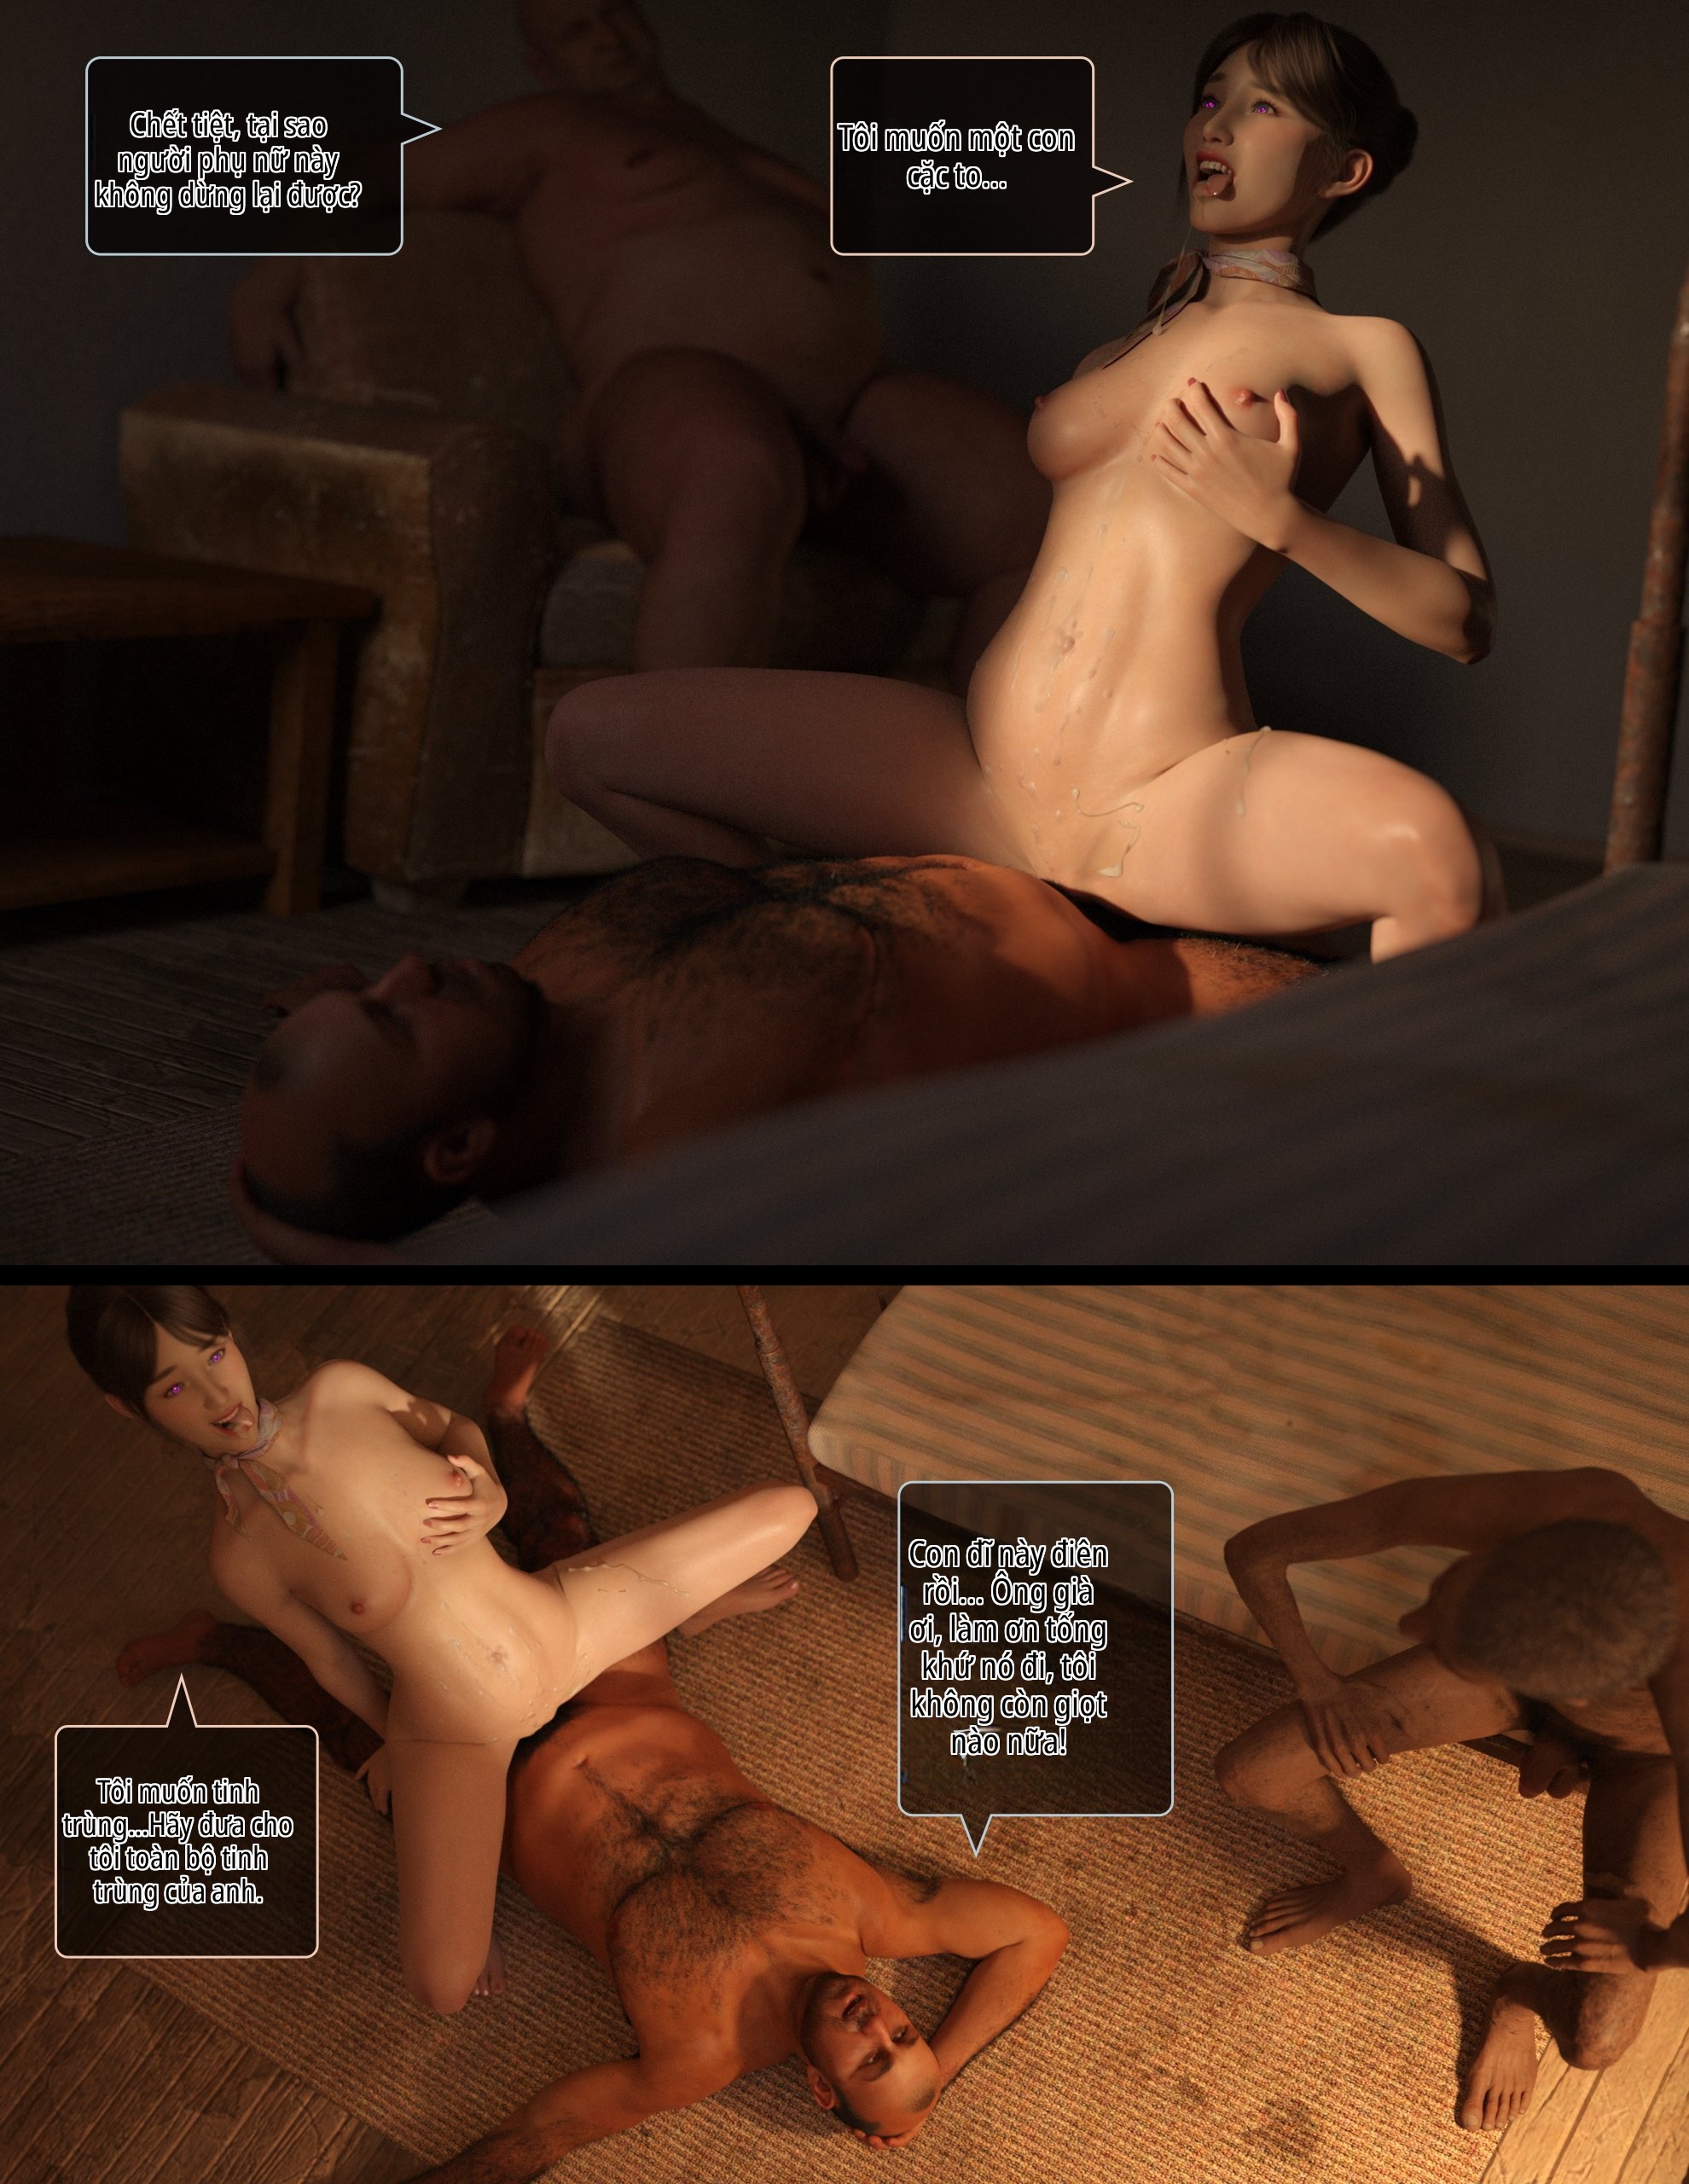 Chết tiệt, tại sao
người phụ nữ này
không dừng lại được?
Tôi muốn một con
cặc to...
Con đĩ này điên
rồi... Ông già
ơi, làm ơn tống
khứ nó đi, tôi
không còn giọt
nào nữa!
Tôi muốn tinh
trùng...Hãy đưa cho
tôi toàn bộ tinh
trùng của anh.